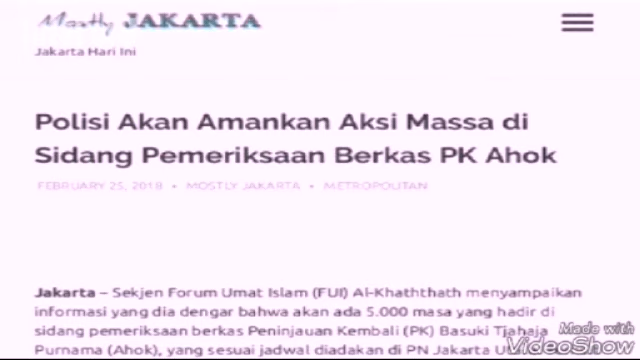 Mostly JAKARTA
Jakarta Hari Ini
Polisi Akan Amankan Aksi Massa di
Sidang Pemeriksaan Berkas PK Ahok
FEBRUARY 25, 2018 • MOSTLY JAKARTA • METROPOLITAN
Jakarta – Sekjen Forum Umat Islam (FUI) Al-Khaththath menyampaikan
informasi yang dia dengar bahwa akan ada 5.000 masa yang hadir di
sidang pemeriksaan berkas Peninjauan Kembali (PK) Basuki Tjahaja
Purnama (Ahok), yang sesuai jadwal diadakan di PN Jakarta
Made with
VideoShow